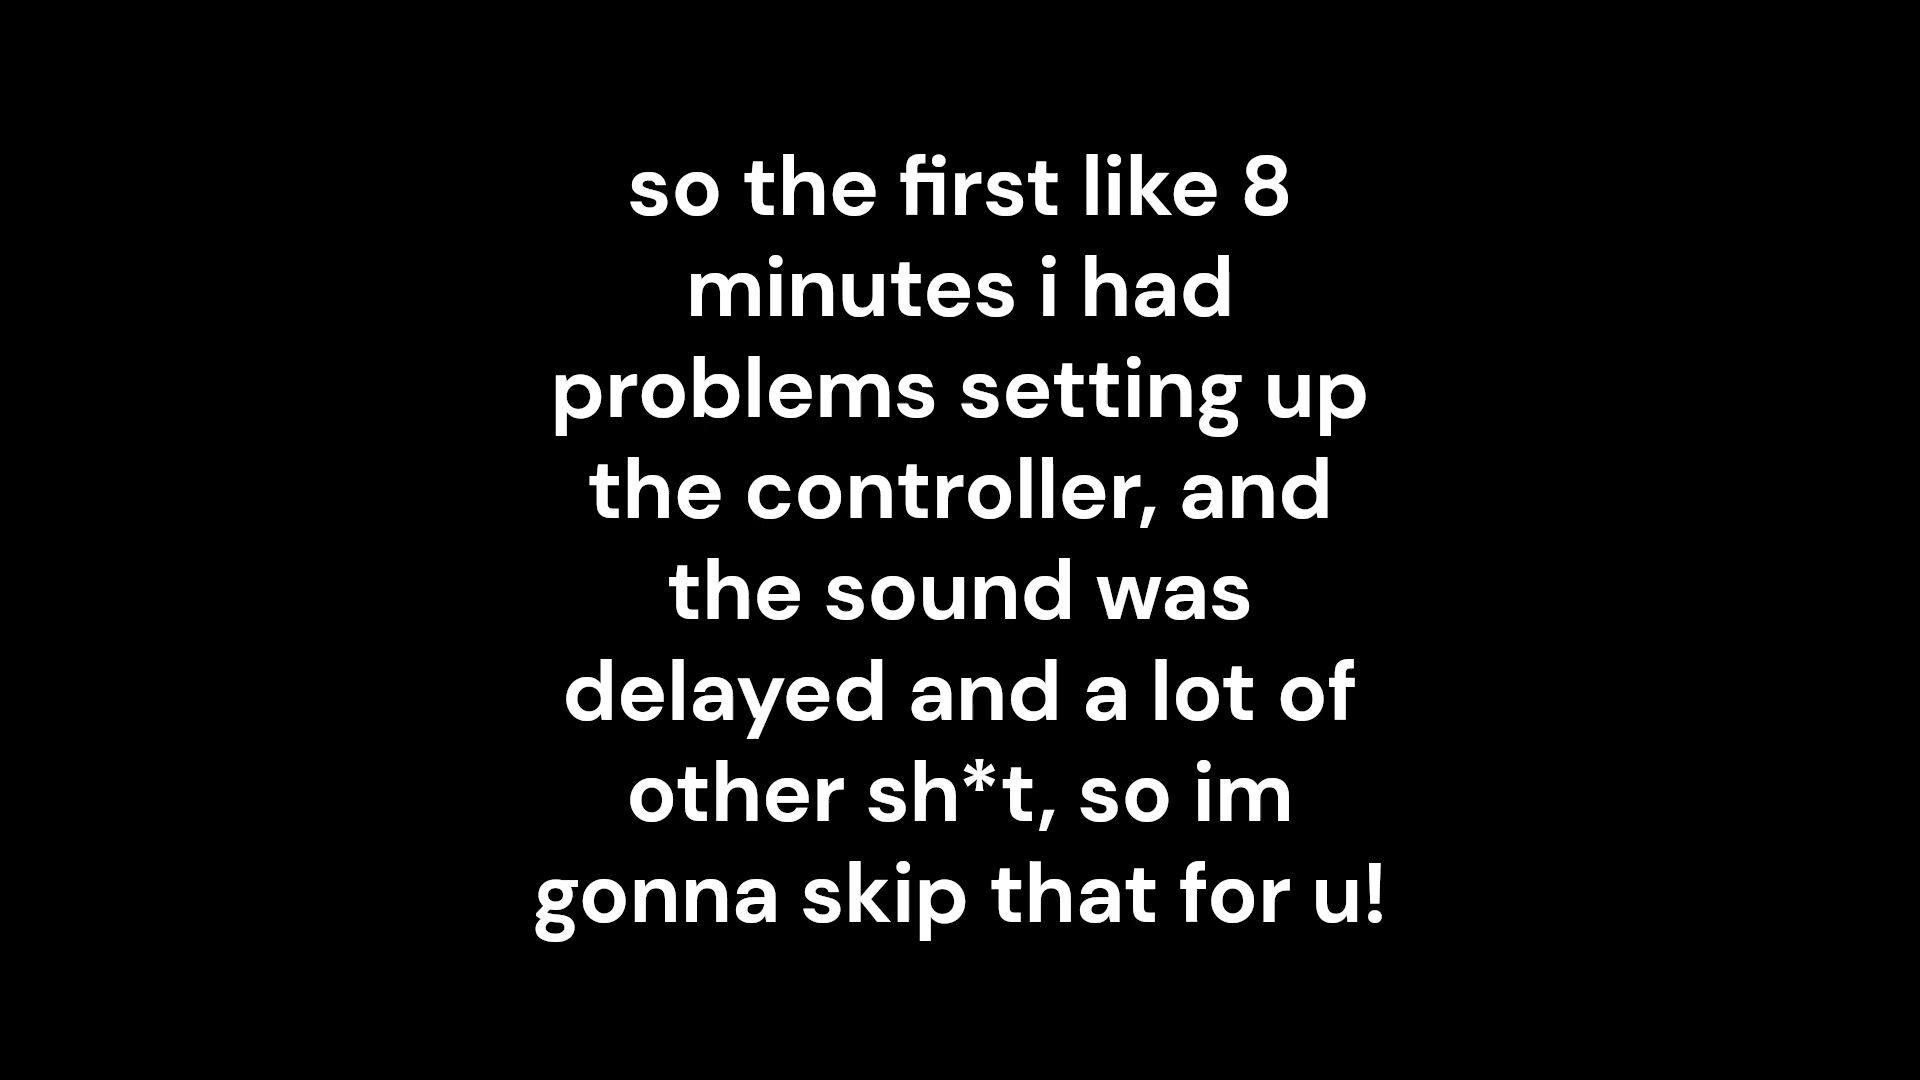 so the first like 8
minutes i had
problems setting up
the controller, and
the sound was
delayed and a lot of
other sh*t, so im
gonna skip that for u!